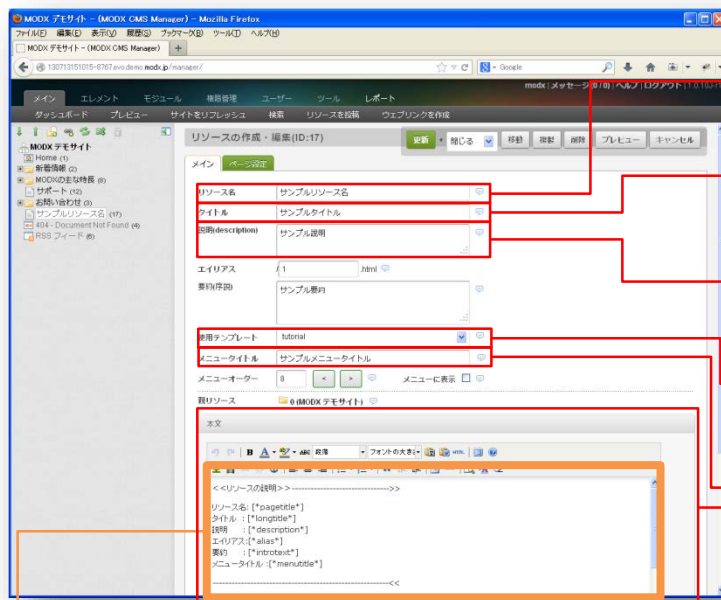 MODX デモサイト - (MODX CMS Manager) - Mozilla Firefox
ファイル(F) 編集(E) 表示(V) 履歴(S) ブックマーク(B) ツール(T) ヘルプ(H)
MODX デモサイト - (MODX CMS Manager) +
130713151015-8767.evo.demo.modx.jp/manager/ Google
modx | メッセージ(0/0) | ヘルプ | ログアウト |
メイン エレメント モジュール 権限管理 ユーザー ツール レポート
ダッシュボード プレビュー サイトをリフレッシュ 検索 リソースを投稿 ウェブリンクを作成
リソースの作成・編集(ID:17) 更新 + 閉じる 移動 複製 削除 プレビュー キャンセル
MODX デモサイト
Home (1)
新着情報 (2)
MODXの主な特長 (8)
サポート (12)
お問い合わせ (3)
サンプルリソース名 (17)
404 - Document Not Found (4)
RSS フィード (6)
メイン ページ設定
リソース名 サンプルリソース名
タイトル サンプルタイトル
説明(description) サンプル説明
エイリアス / 1 .html
要約(序説) サンプル要約
使用テンプレート tutorial
メニュータイトル サンプルメニュータイトル
メニューオーダー 8 < > メニューに表示
親リソース 0 (MODX デモサイト)
本文
B A ABC 段落 フォントの大きさ HTML
<<リソースの説明>>--------------------------------->>
リソース名: [*pagetitle*]
タイトル : [*longtitle*]
説明 : [*description*]
エイリアス:[*alias*]
要約 : [*introtext*]
メニュータイトル :[*menutitle*]
------------------------------------------------------------<<